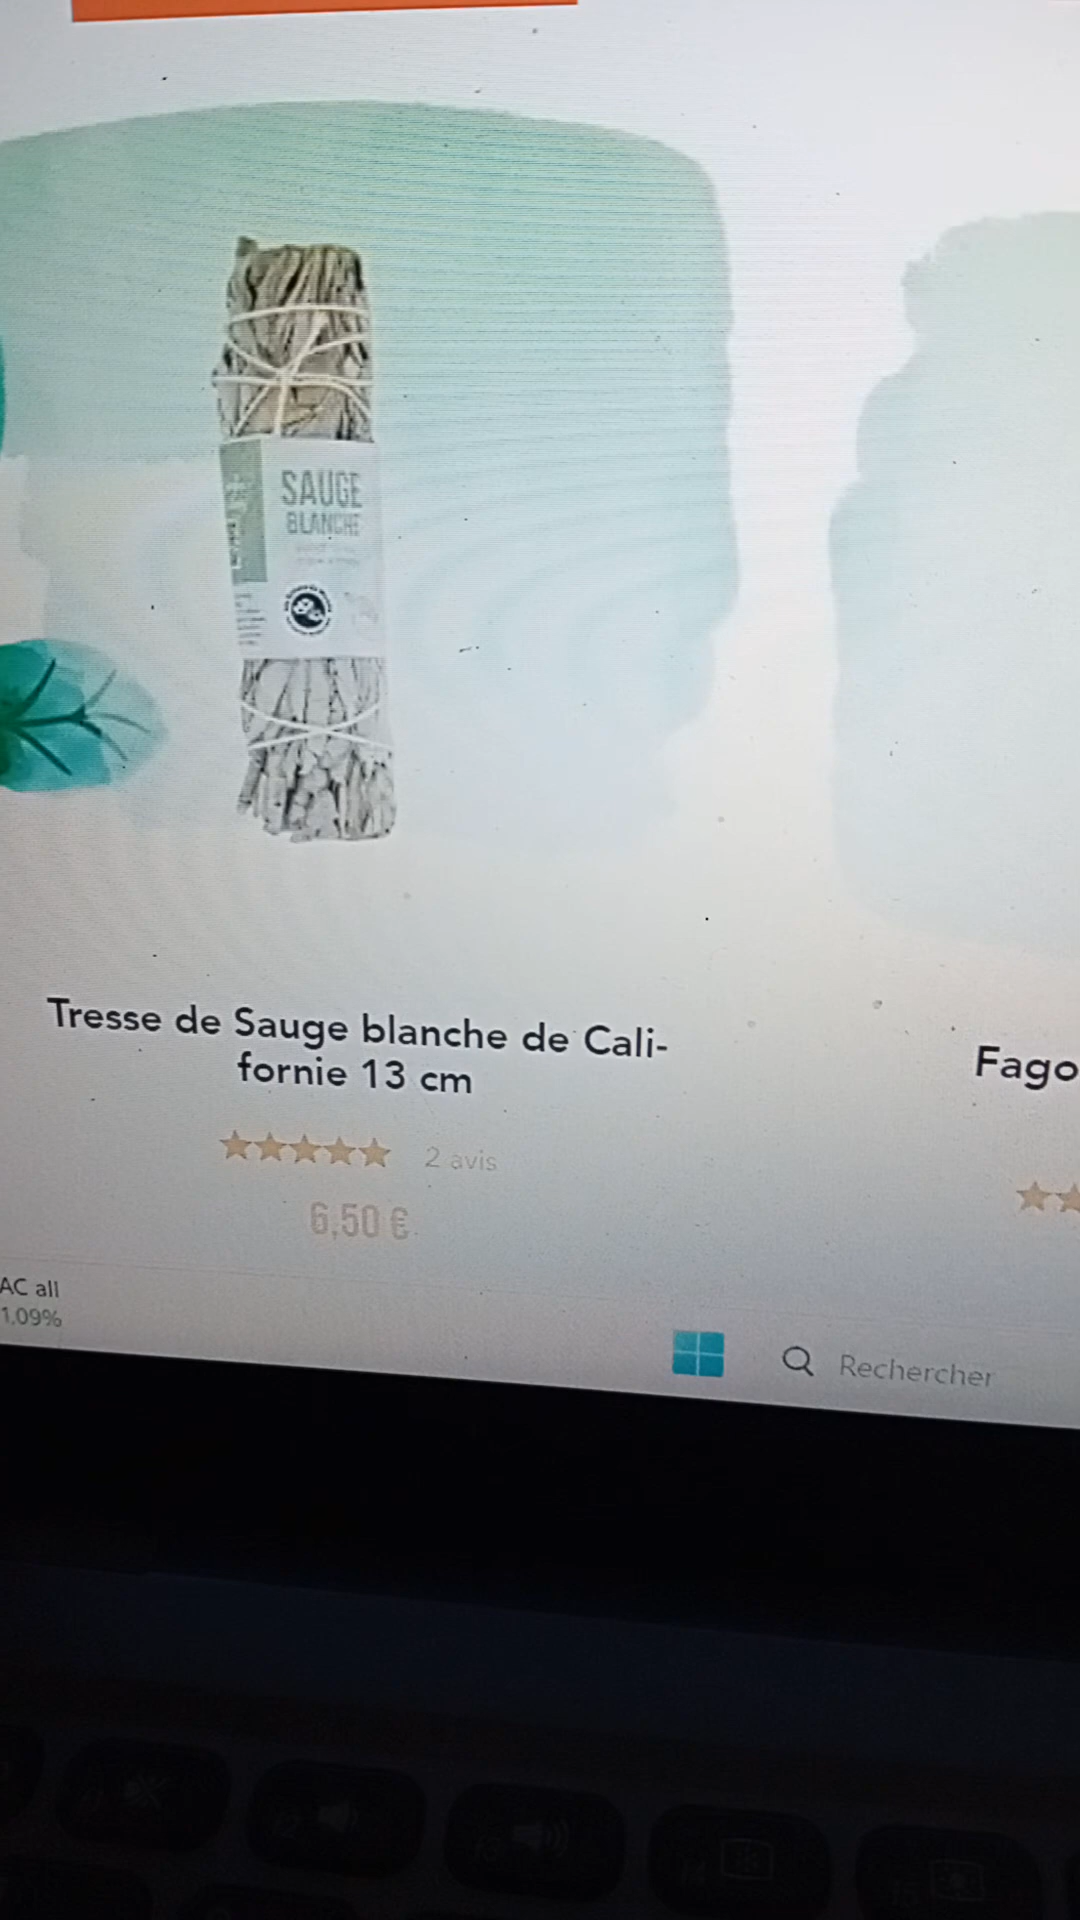 SAUGE
BLANCHE
Tresse de Sauge blanche de Cali-
fornie 13 cm
2 avis
6,50 €
Fago
AC all
1.09%
Rechercher